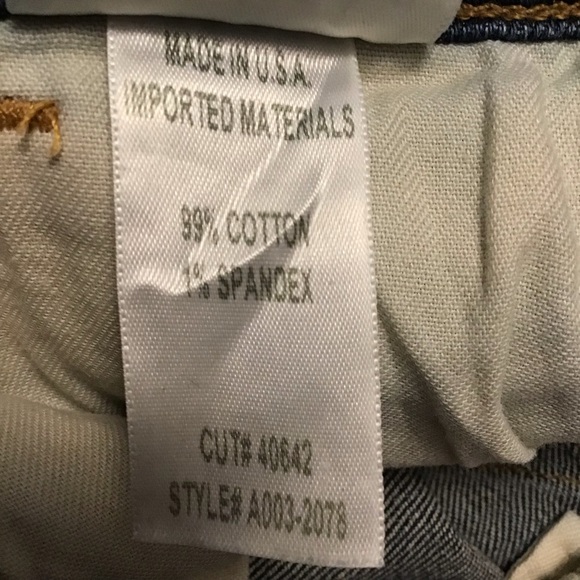 MADE IN U.S.A.
IMPORTED MATERIALS
99% COTTON
1% SPANDEX
CUT# 40642
STYLE# A003-2078